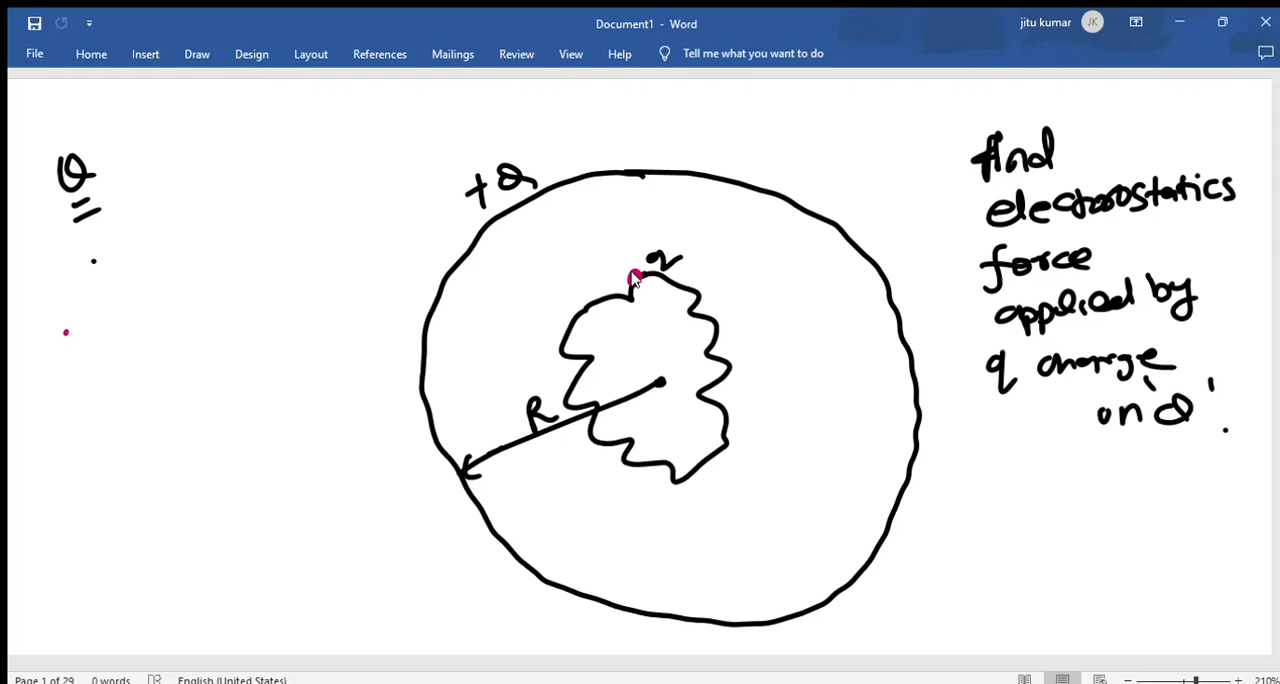 Document1 - Word
jitu kumar
JK
File Home Insert Draw Design Layout References Mailings Review View Help Tell me what you want to do
Q
+Q
q
R
find
electrostatics
force
applied by
q charge
on 'Q'.
Page 1 of 29 0 words English (United States) 210%